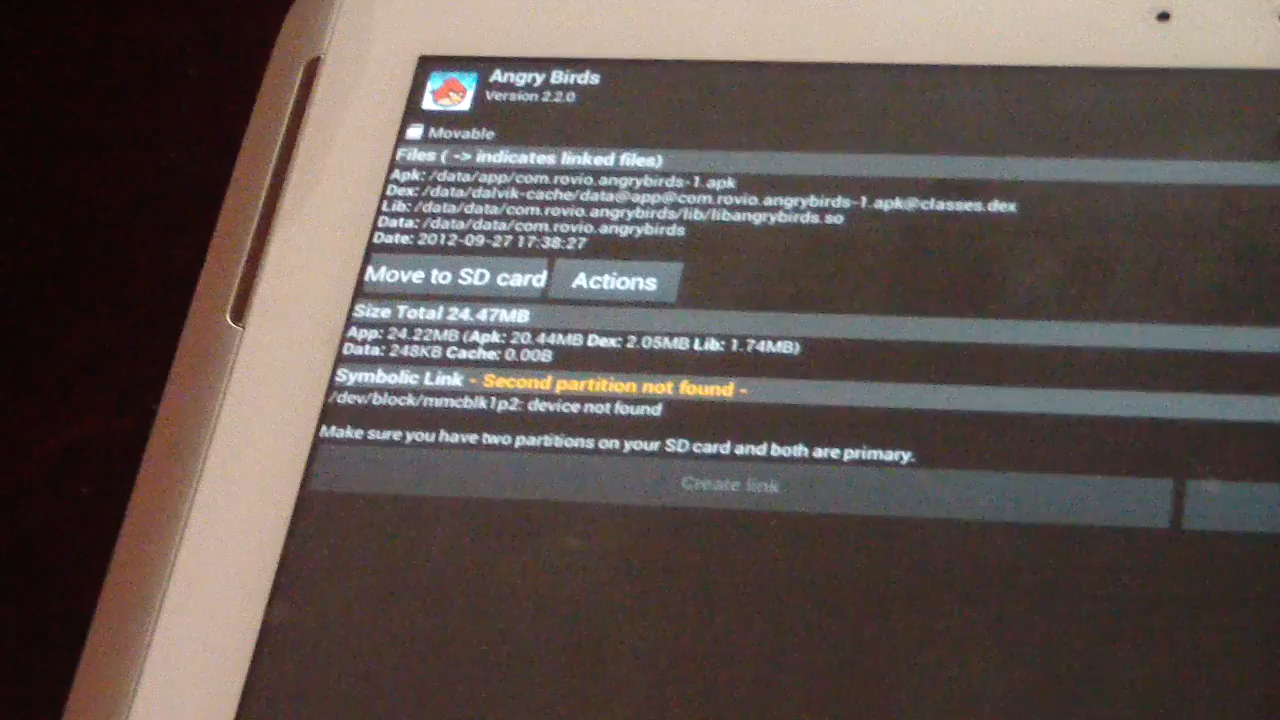 Angry Birds
Version 2.2.0
Movable
Files ( -> indicates linked files)
Apk: /data/app/com.rovio.angrybirds-1.apk
Dex: /data/dalvik-cache/data@app@com.rovio.angrybirds-1.apk@classes.dex
Lib: /data/data/com.rovio.angrybirds/lib/libangrybirds.so
Data: /data/data/com.rovio.angrybirds
Date: 2012-09-27 17:38:27
Move to SD card Actions
Size Total 24.47MB
App: 24.22MB (Apk: 20.44MB Dex: 2.05MB Lib: 1.74MB)
Data: 248KB Cache: 0.00B
Symbolic Link - Second partition not found -
/dev/block/mmcblk1p2: device not found
Make sure you have two partitions on your SD card and both are primary.
Create link